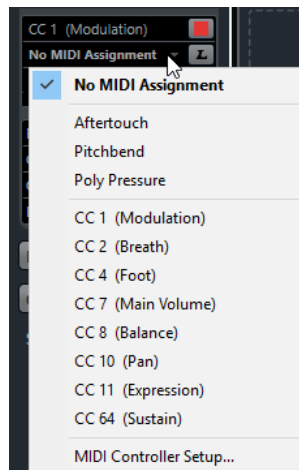 CC 1 (Modulation)
No MIDI Assignment L
No MIDI Assignment
Aftertouch
Pitchbend
Poly Pressure
CC 1 (Modulation)
CC 2 (Breath)
CC 4 (Foot)
CC 7 (Main Volume)
CC 8 (Balance)
CC 10 (Pan)
CC 11 (Expression)
CC 64 (Sustain)
MIDI Controller Setup...